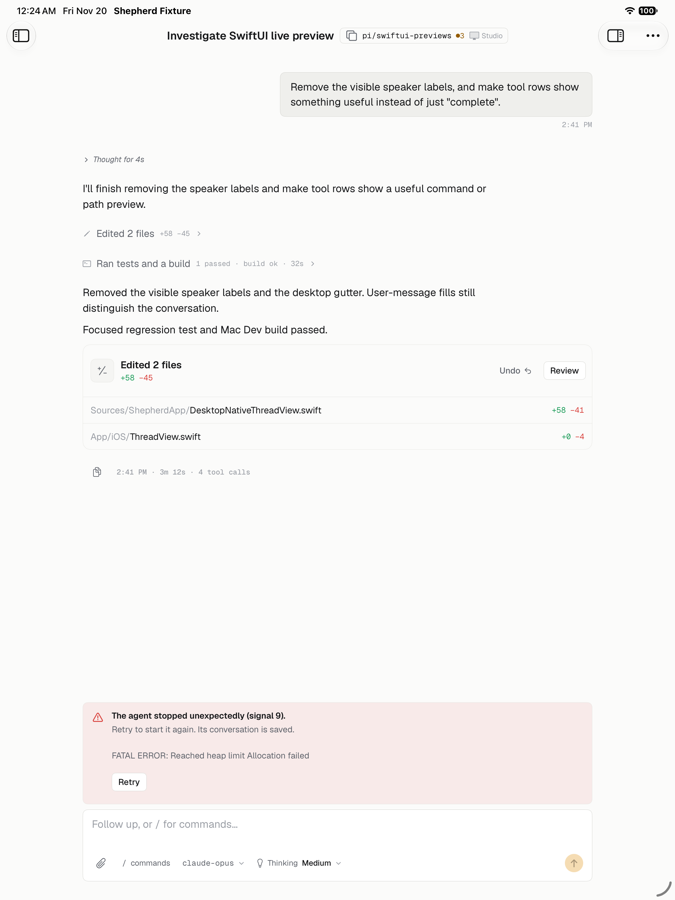 12:24 AM Fri Nov 20 Shepherd Fixture
100
Investigate SwiftUI live preview
pi/swiftui-previews 3 Studio
Remove the visible speaker labels, and make tool rows show
something useful instead of just "complete".
2:41 PM
Thought for 4s
I'll finish removing the speaker labels and make tool rows show a useful command or
path preview.
Edited 2 files +58 −45
Ran tests and a build 1 passed · build ok · 32s
Removed the visible speaker labels and the desktop gutter. User-message fills still
distinguish the conversation.
Focused regression test and Mac Dev build passed.
Edited 2 files
+58 −45
Undo
Review
Sources/ShepherdApp/DesktopNativeThreadView.swift +58 −41
App/iOS/ThreadView.swift +0 −4
2:41 PM · 3m 12s · 4 tool calls
The agent stopped unexpectedly (signal 9).
Retry to start it again. Its conversation is saved.
FATAL ERROR: Reached heap limit Allocation failed
Retry
Follow up, or / for commands…
/ commands claude-opus Thinking Medium